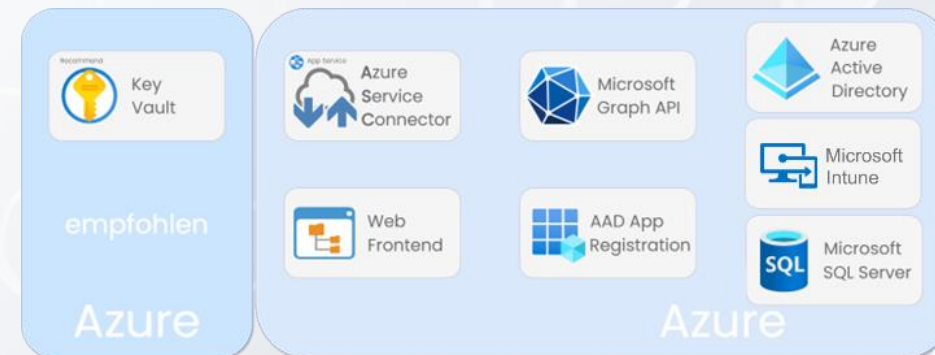 Recommend
Key
Vault
empfohlen
Azure
App Service
Azure
Service
Connector
Microsoft
Graph API
Azure
Active
Directory
Microsoft
Intune
Web
Frontend
AAD App
Registration
SQL
Microsoft
SQL Server
Azure